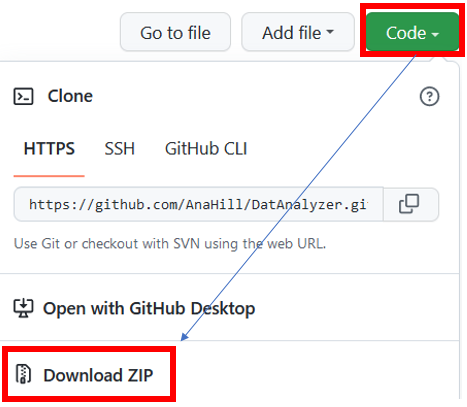 Go to file Add file Code
Clone
HTTPS SSH GitHub CLI
https://github.com/AnaHill/DatAnalyzer.gi
Use Git or checkout with SVN using the web URL.
Open with GitHub Desktop
Download ZIP